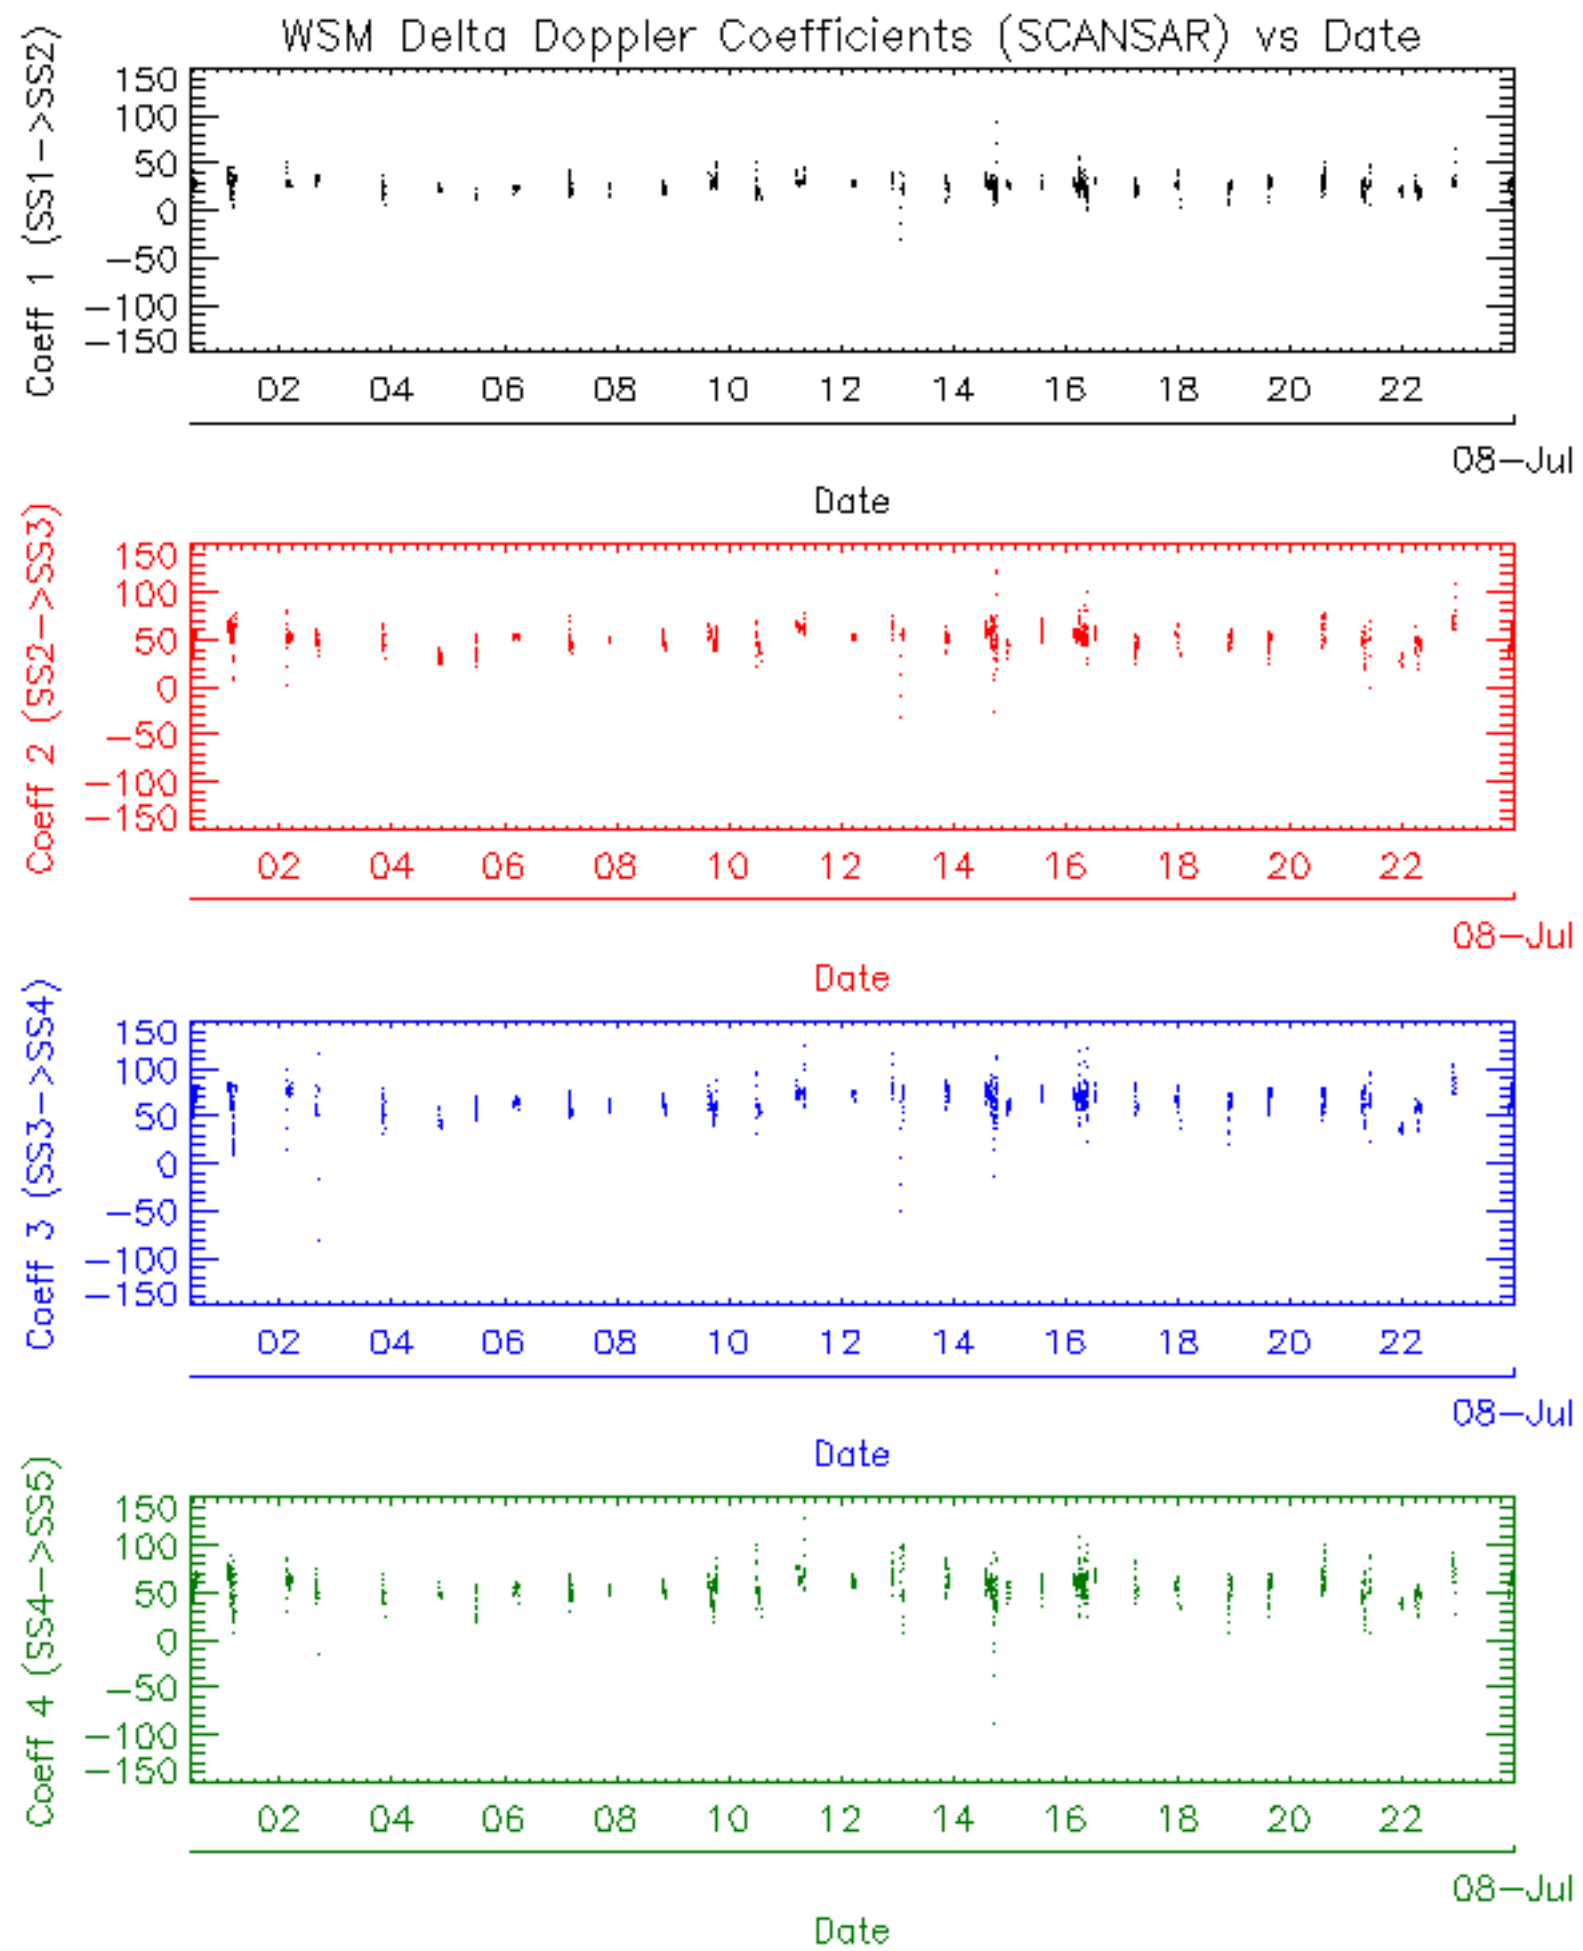 WSM Delta Doppler Coefficients (SCANSAR) vs Date
Coeff 1 (SS1->SS2)
150
100
50
0
-50
-100
-150
02 04 06 08 10 12 14 16 18 20 22
08-Jul
Date
Coeff 2 (SS2->SS3)
150
100
50
0
-50
-100
-150
02 04 06 08 10 12 14 16 18 20 22
08-Jul
Date
Coeff 3 (SS3->SS4)
150
100
50
0
-50
-100
-150
02 04 06 08 10 12 14 16 18 20 22
08-Jul
Date
Coeff 4 (SS4->SS5)
150
100
50
0
-50
-100
-150
02 04 06 08 10 12 14 16 18 20 22
08-Jul
Date